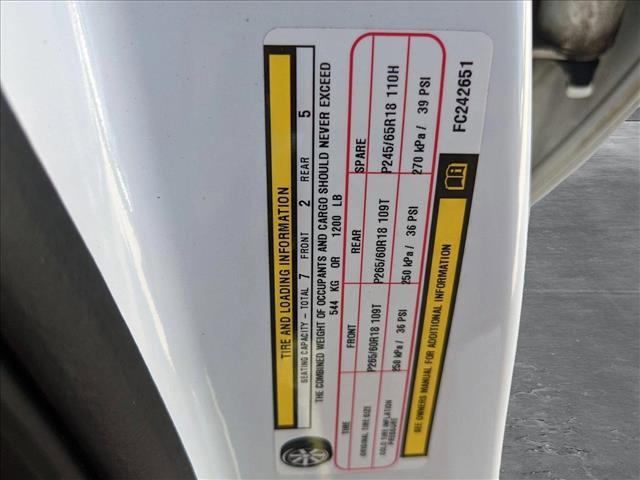 TIRE AND LOADING INFORMATION
SEATING CAPACITY - TOTAL 7 FRONT 2 REAR 5
THE COMBINED WEIGHT OF OCCUPANTS AND CARGO SHOULD NEVER EXCEED
544 KG OR 1200 LB
TIRE FRONT REAR SPARE
ORIGINAL TIRE SIZE P265/60R18 109T P265/60R18 109T P245/65R18 110H
COLD TIRE INFLATION PRESSURE 250 kPa / 36 PSI 250 kPa / 36 PSI 270 kPa / 39 PSI
SEE OWNERS MANUAL FOR ADDITIONAL INFORMATION
FC242651